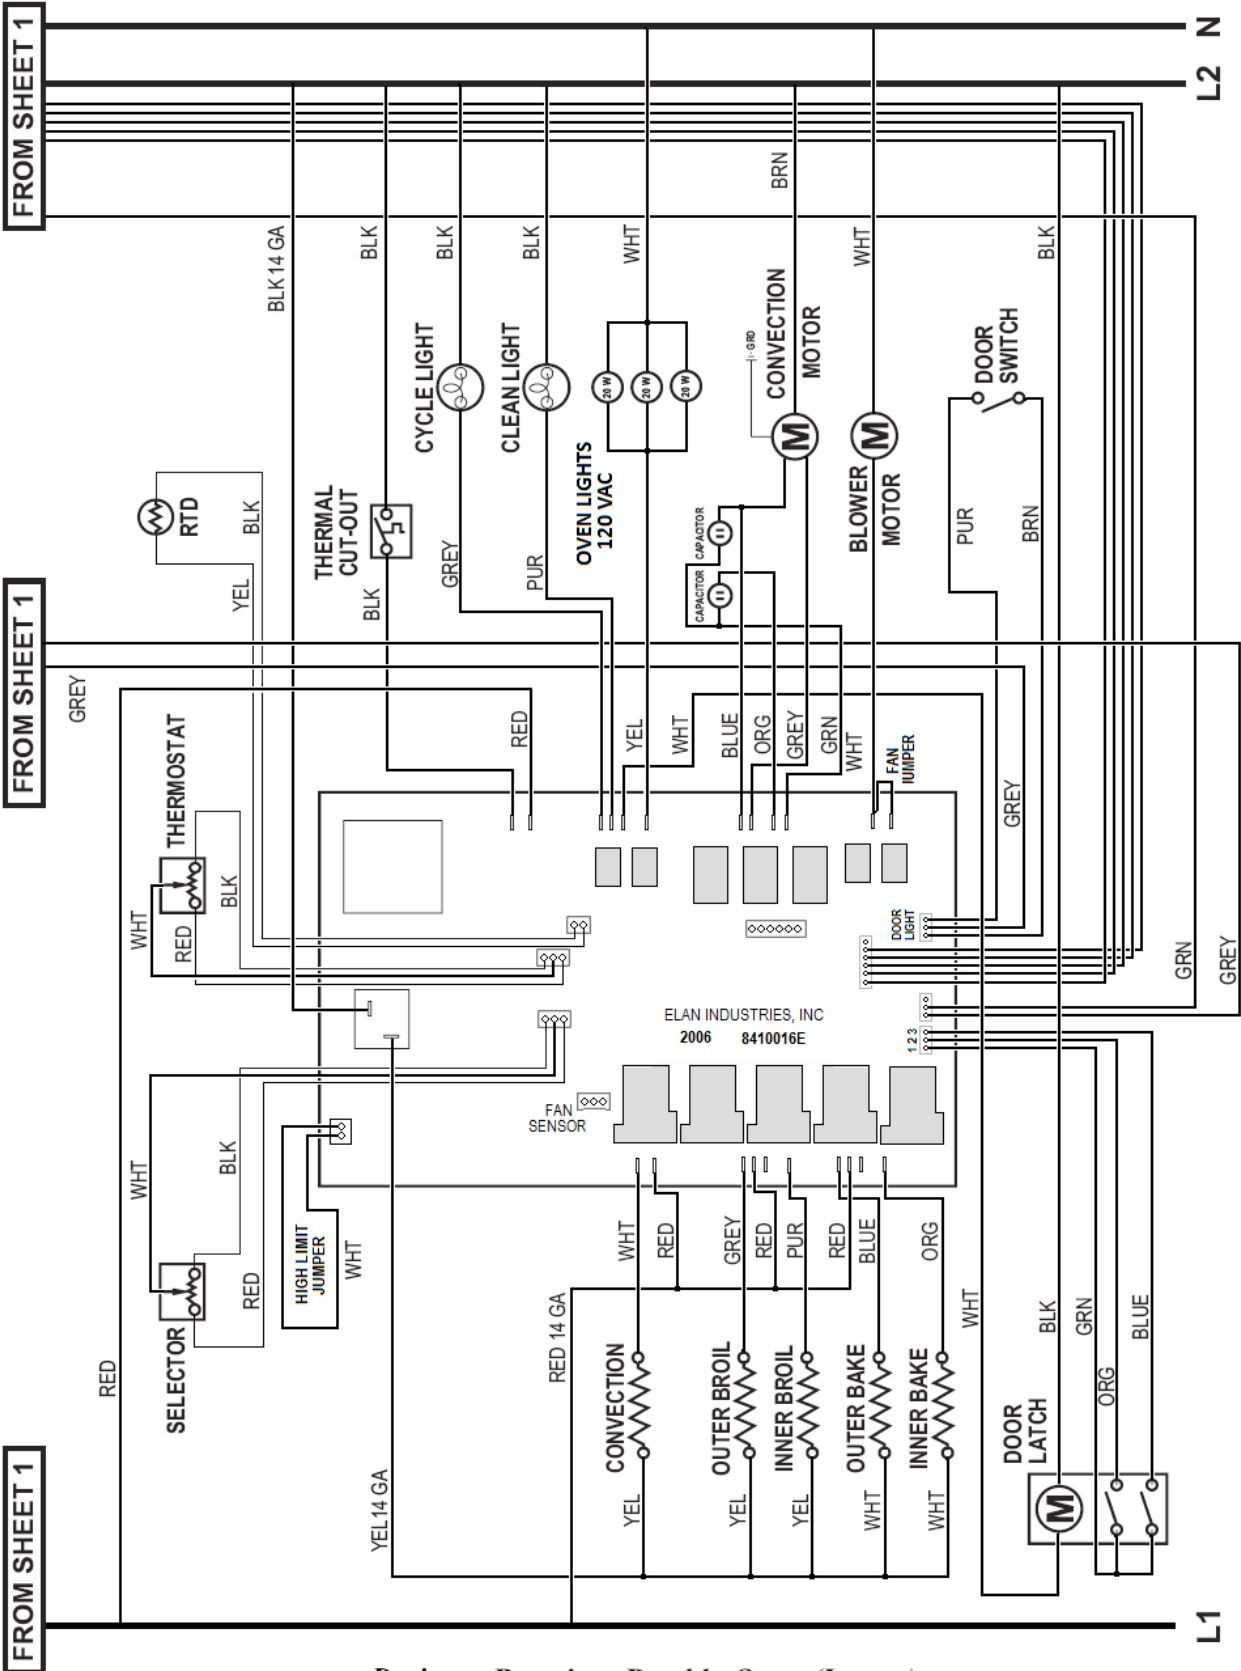 FROM SHEET 1
N
L2
BRN
BLK 14 GA
BLK
BLK
BLK
WHT
WHT
BLK
CYCLE LIGHT
CLEAN LIGHT
20 W
20 W
20 W
GRD
CONVECTION
MOTOR
DOOR
SWITCH
RTD
BLK
YEL
THERMAL
CUT-OUT
BLK
GREY
PUR
OVEN LIGHTS
120 VAC
CAPACITOR
CAPACITOR
BLOWER
MOTOR
PUR
BRN
FROM SHEET 1
GREY
THERMOSTAT
WHT
RED
BLK
RED
YEL
WHT
BLUE
ORG
GREY
GRN
WHT
FAN
IUMPER
GREY
DOOR
LIGHT
GRN
GREY
ELAN INDUSTRIES, INC
2006 8410016E
1 2 3
FAN
SENSOR
WHT
BLK
RED
SELECTOR
HIGH LIMIT
JUMPER
WHT
RED
WHT
RED
GREY
RED
PUR
RED
BLUE
ORG
RED 14 GA
WHT
BLK
GRN
BLUE
ORG
CONVECTION
OUTER BROIL
INNER BROIL
OUTER BAKE
INNER BAKE
DOOR
LATCH
FROM SHEET 1
YEL 14 GA
YEL
YEL
YEL
WHT
WHT
M
M
M
L1